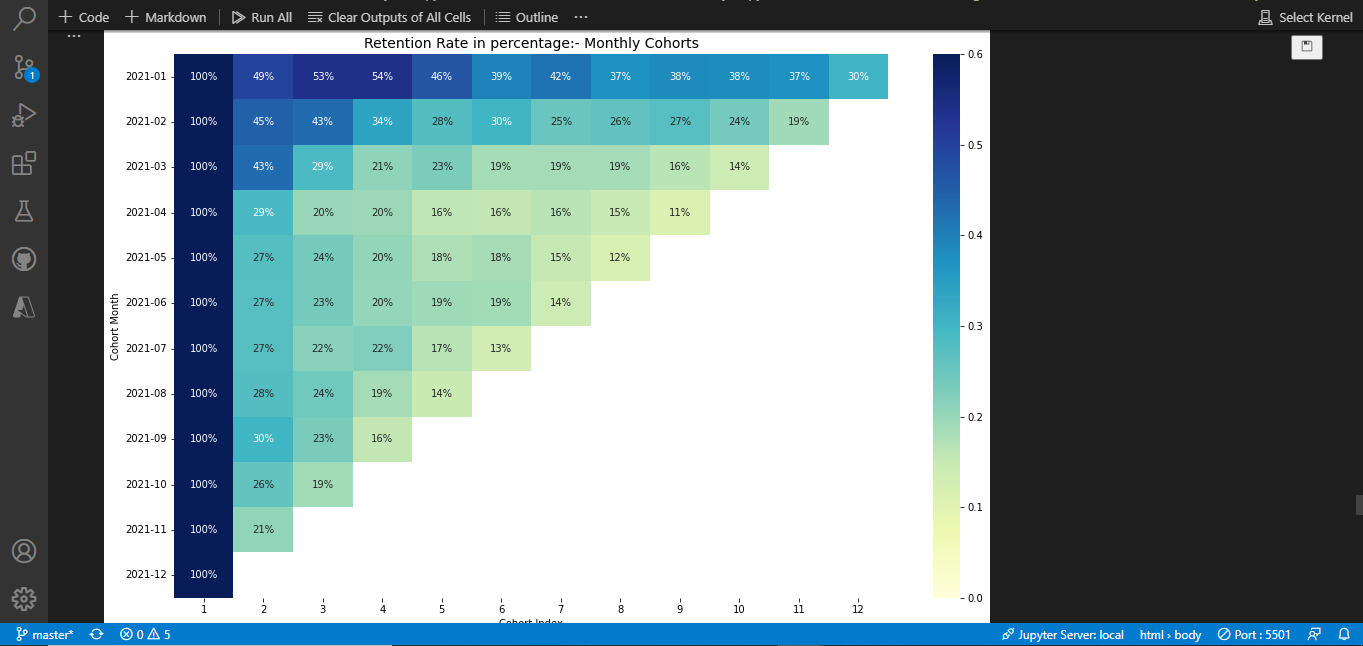 + Code + Markdown Run All Clear Outputs of All Cells Outline ··· Select Kernel
···
1
Retention Rate in percentage:- Monthly Cohorts
2021-01 100% 49% 53% 54% 46% 39% 42% 37% 38% 38% 37% 30%
2021-02 100% 45% 43% 34% 28% 30% 25% 26% 27% 24% 19%
2021-03 100% 43% 29% 21% 23% 19% 19% 19% 16% 14%
2021-04 100% 29% 20% 20% 16% 16% 16% 15% 11%
2021-05 100% 27% 24% 20% 18% 18% 15% 12%
2021-06 100% 27% 23% 20% 19% 19% 14%
2021-07 100% 27% 22% 22% 17% 13%
2021-08 100% 28% 24% 19% 14%
2021-09 100% 30% 23% 16%
2021-10 100% 26% 19%
2021-11 100% 21%
2021-12 100%
Cohort Month
1 2 3 4 5 6 7 8 9 10 11 12
Cohort Index
0.6
0.5
0.4
0.3
0.2
0.1
0.0
master* 0 5 Jupyter Server: local html › body Port : 5501